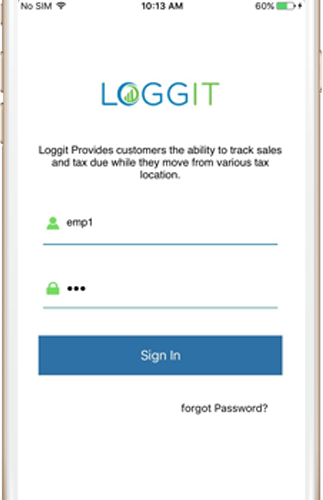 No SIM 10:13 AM 60%
LOGGIT
Loggit Provides customers the ability to track sales
and tax due while they move from various tax
location.
emp1
•••
Sign In
forgot Password?